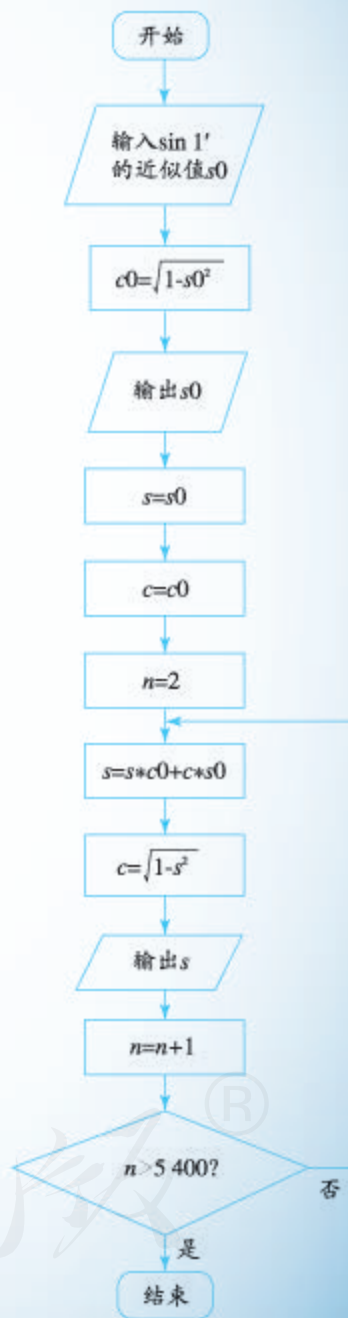 开始
输入sin 1′
的近似值s0
c0=√1-s0²
输出s0
s=s0
c=c0
n=2
s=s*c0+c*s0
c=√1-s²
输出s
n=n+1
n>5 400?
否
是
结束
版
®